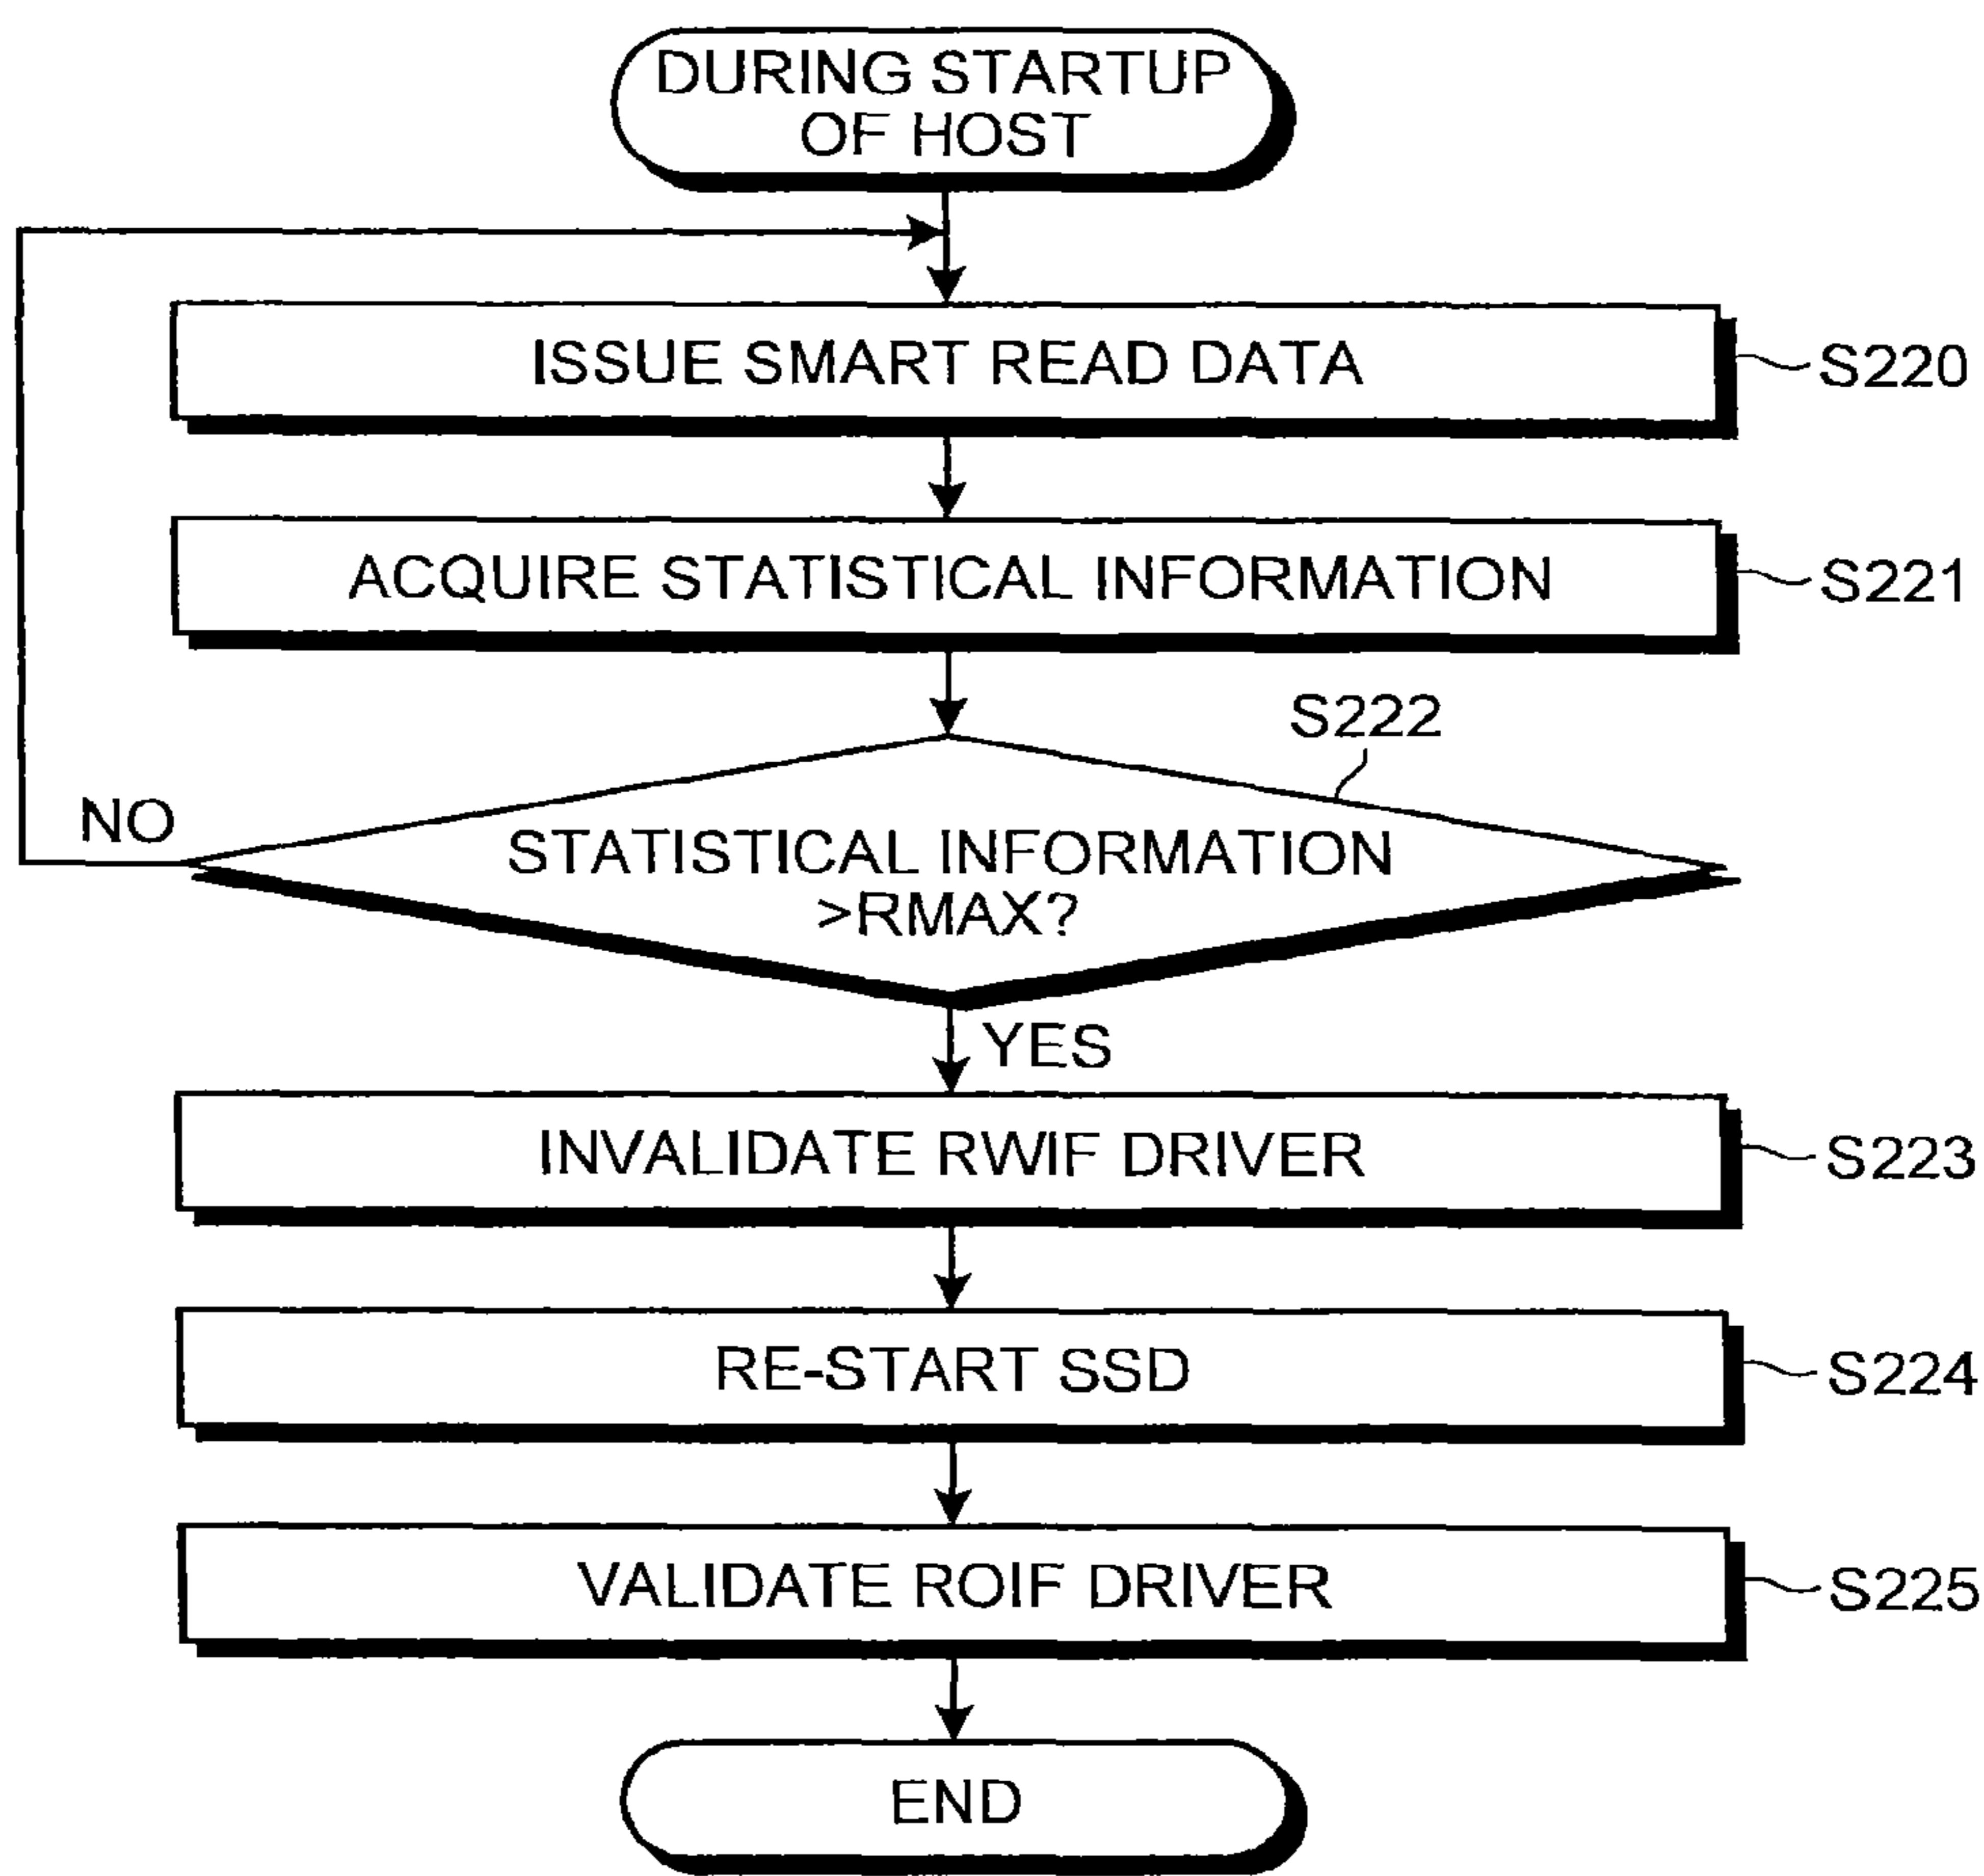 DURING STARTUP
OF HOST
ISSUE SMART READ DATA
S220
ACQUIRE STATISTICAL INFORMATION
S221
S222
NO
STATISTICAL INFORMATION
>RMAX?
YES
INVALIDATE RWIF DRIVER
S223
RE-START SSD
S224
VALIDATE ROIF DRIVER
S225
END